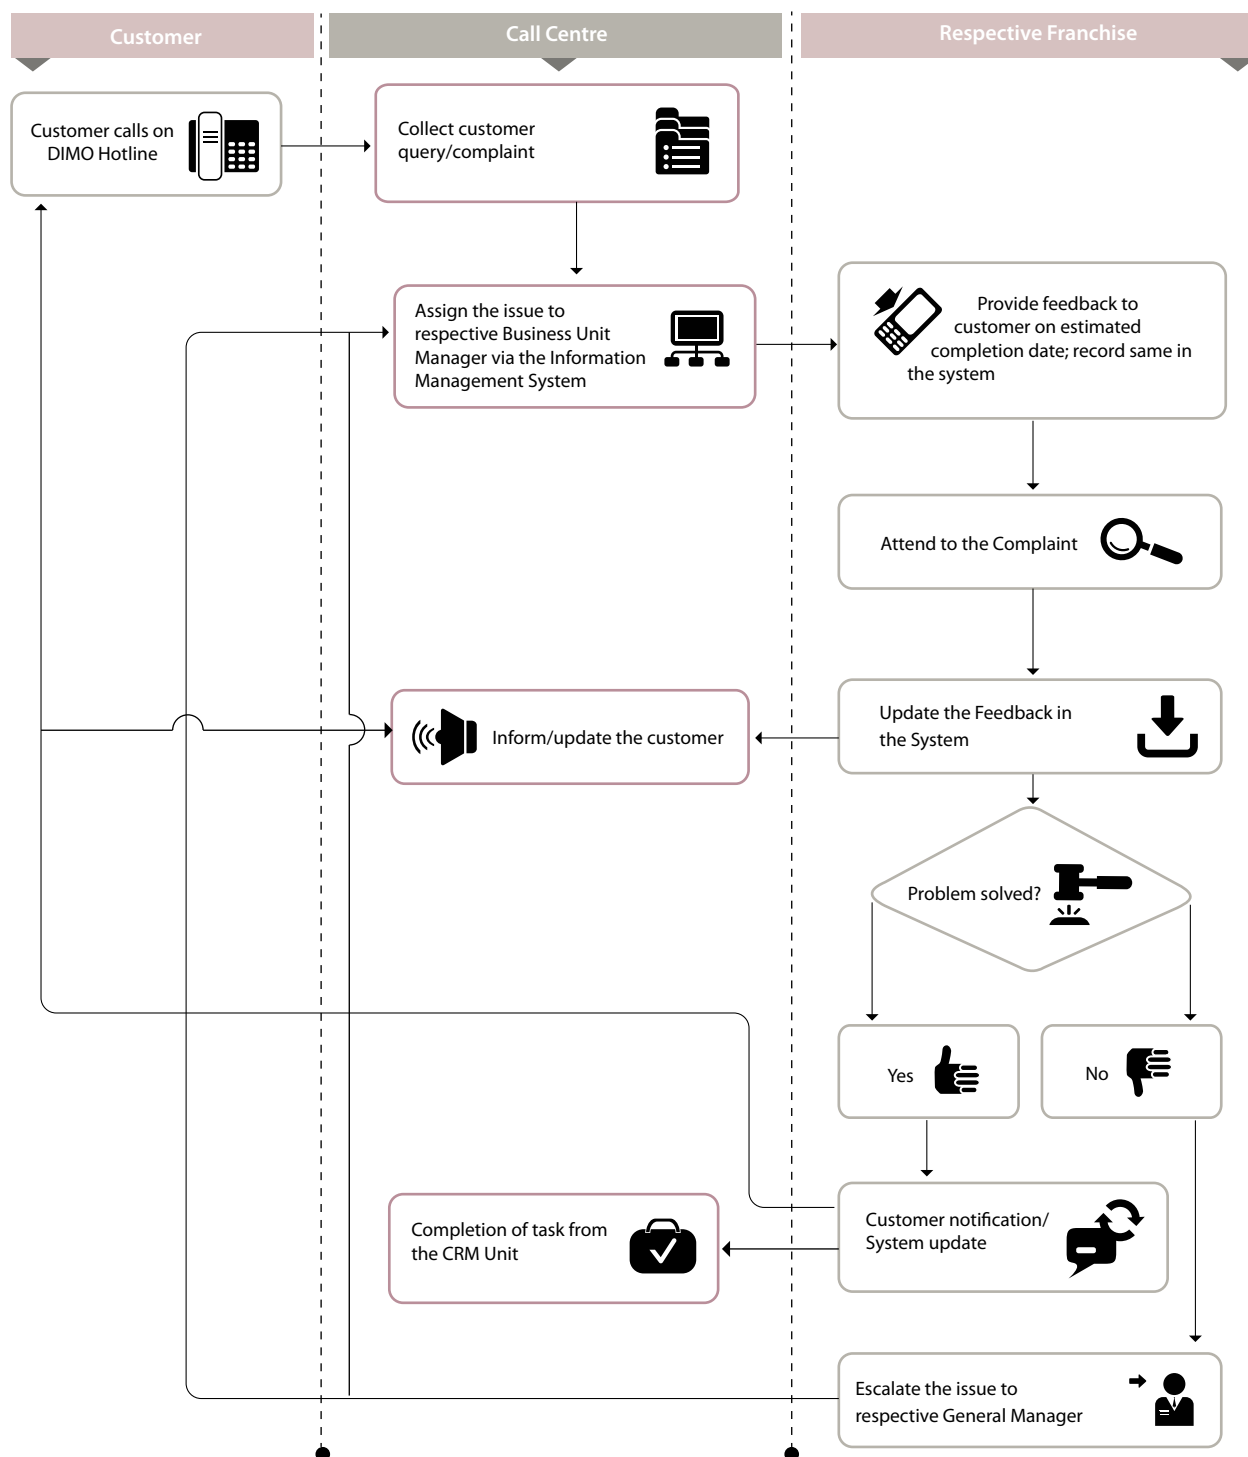 Customer
Call Centre
Respective Franchise
Customer calls on
DIMO Hotline
Collect customer
query/complaint
Assign the issue to
respective Business Unit
Manager via the Information
Management System
Provide feedback to
customer on estimated
completion date; record same in
the system
Attend to the Complaint
Update the Feedback in
the System
Inform/update the customer
Problem solved?
Yes
No
Customer notification/
System update
Completion of task from
the CRM Unit
Escalate the issue to
respective General Manager